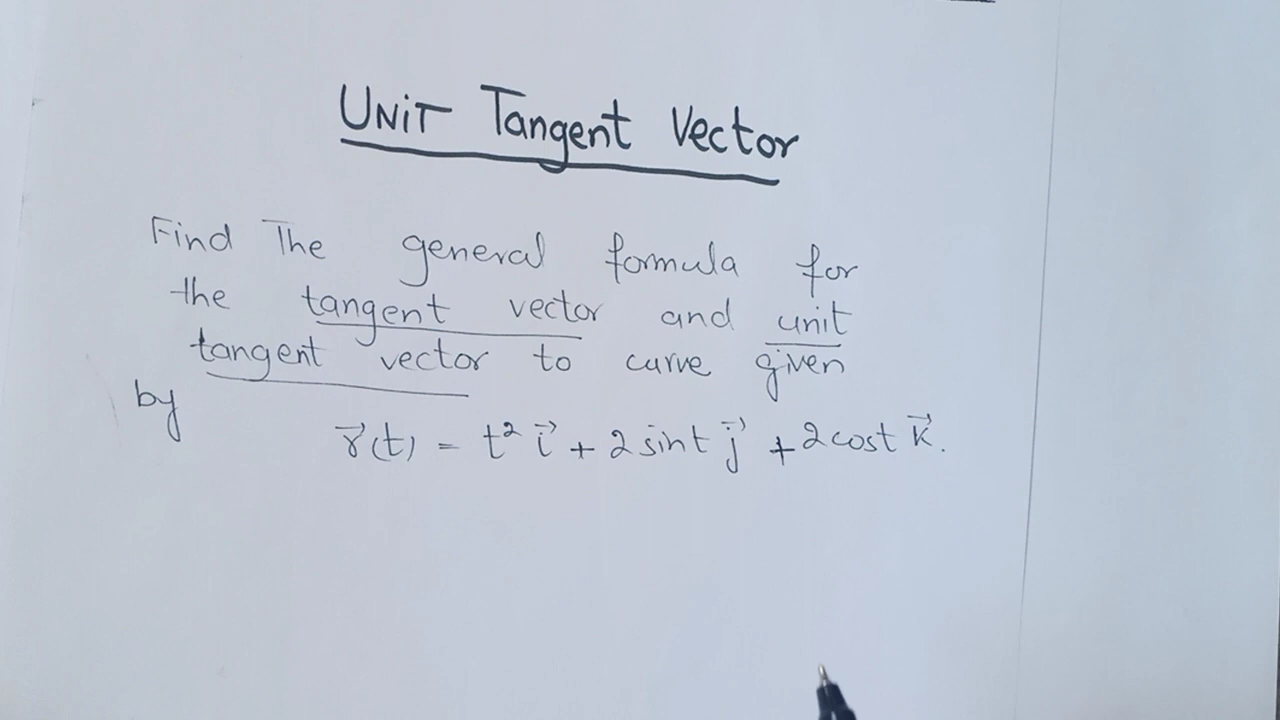 UNiT Tangent Vector
Find The general formula for
the tangent vector and unit
tangent vector to curve given
by
r⃗(t) = t² i⃗ + 2 sint j⃗ + 2 cost k⃗.